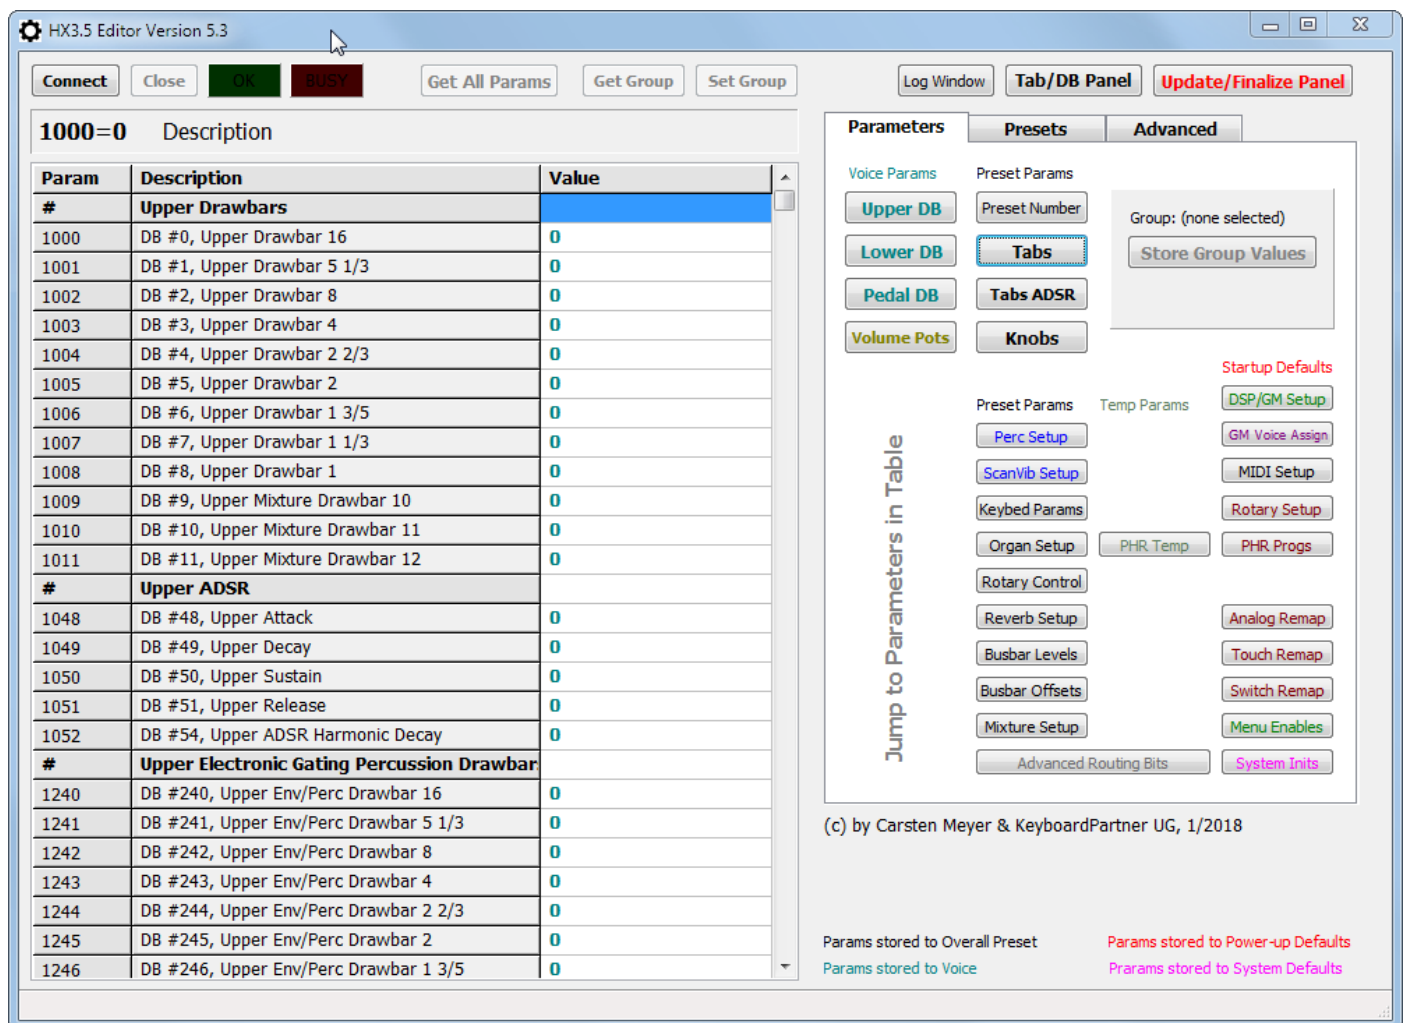 HX3.5 Editor Version 5.3
Connect Close OK BUSY Get All Params Get Group Set Group Log Window Tab/DB Panel Update/Finalize Panel
1000=0 Description
Param Description Value
# Upper Drawbars
1000 DB #0, Upper Drawbar 16 0
1001 DB #1, Upper Drawbar 5 1/3 0
1002 DB #2, Upper Drawbar 8 0
1003 DB #3, Upper Drawbar 4 0
1004 DB #4, Upper Drawbar 2 2/3 0
1005 DB #5, Upper Drawbar 2 0
1006 DB #6, Upper Drawbar 1 3/5 0
1007 DB #7, Upper Drawbar 1 1/3 0
1008 DB #8, Upper Drawbar 1 0
1009 DB #9, Upper Mixture Drawbar 10 0
1010 DB #10, Upper Mixture Drawbar 11 0
1011 DB #11, Upper Mixture Drawbar 12 0
# Upper ADSR
1048 DB #48, Upper Attack 0
1049 DB #49, Upper Decay 0
1050 DB #50, Upper Sustain 0
1051 DB #51, Upper Release 0
1052 DB #54, Upper ADSR Harmonic Decay 0
# Upper Electronic Gating Percussion Drawbar
1240 DB #240, Upper Env/Perc Drawbar 16 0
1241 DB #241, Upper Env/Perc Drawbar 5 1/3 0
1242 DB #242, Upper Env/Perc Drawbar 8 0
1243 DB #243, Upper Env/Perc Drawbar 4 0
1244 DB #244, Upper Env/Perc Drawbar 2 2/3 0
1245 DB #245, Upper Env/Perc Drawbar 2 0
1246 DB #246, Upper Env/Perc Drawbar 1 3/5 0
Parameters Presets Advanced
Voice Params Preset Params
Upper DB Preset Number
Lower DB Tabs
Pedal DB Tabs ADSR
Volume Pots Knobs
Group: (none selected)
Store Group Values
Startup Defaults
Preset Params Temp Params DSP/GM Setup
Perc Setup GM Voice Assign
ScanVib Setup MIDI Setup
Keybed Params Rotary Setup
Organ Setup PHR Temp PHR Progs
Rotary Control
Reverb Setup Analog Remap
Busbar Levels Touch Remap
Busbar Offsets Switch Remap
Mixture Setup Menu Enables
Advanced Routing Bits System Inits
Jump to Parameters in Table
(c) by Carsten Meyer & KeyboardPartner UG, 1/2018
Params stored to Overall Preset Params stored to Power-up Defaults
Params stored to Voice Prarams stored to System Defaults